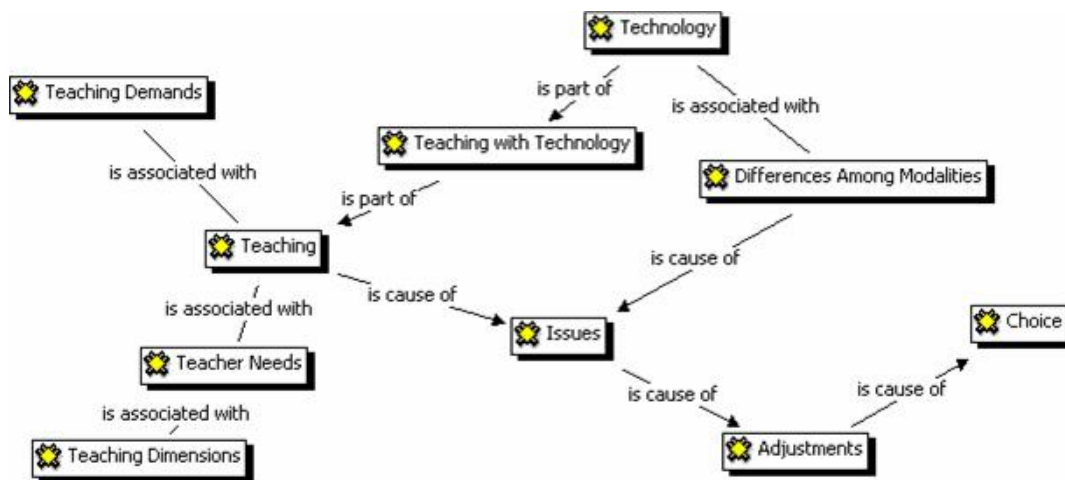 Technology
Teaching Demands
is part of
is associated with
Teaching with Technology
is associated with
Differences Among Modalities
is part of
Teaching
is cause of
is associated with
is cause of
Issues
Choice
Teacher Needs
is cause of
is cause of
is associated with
Adjustments
Teaching Dimensions